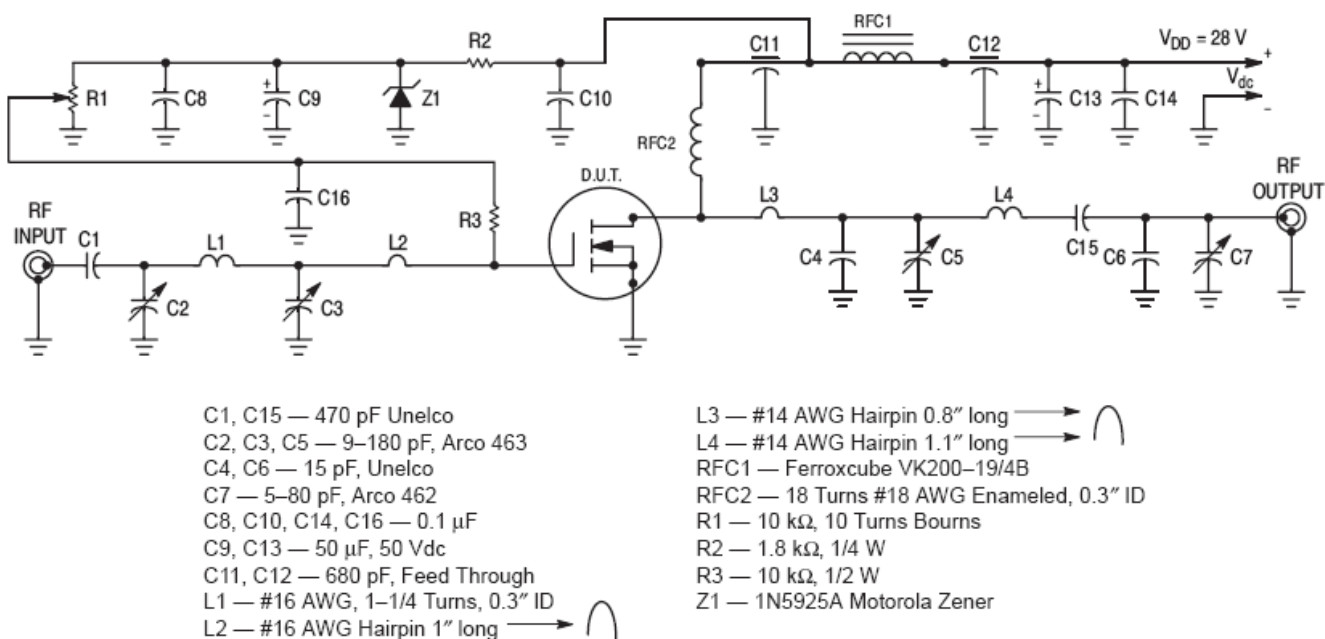 RFC1
R2
C11
C12
VDD = 28 V
+
Vdc
–
R1
C8
+
C9
–
Z1
C10
+
C13
–
C14
RFC2
C16
R3
D.U.T.
L3
L4
RF
OUTPUT
RF
INPUT
C1
L1
L2
C15
C4
C5
C6
C7
C2
C3
C1, C15 — 470 pF Unelco
C2, C3, C5 — 9–180 pF, Arco 463
C4, C6 — 15 pF, Unelco
C7 — 5–80 pF, Arco 462
C8, C10, C14, C16 — 0.1 μF
C9, C13 — 50 μF, 50 Vdc
C11, C12 — 680 pF, Feed Through
L1 — #16 AWG, 1–1/4 Turns, 0.3″ ID
L2 — #16 AWG Hairpin 1″ long
L3 — #14 AWG Hairpin 0.8″ long
L4 — #14 AWG Hairpin 1.1″ long
RFC1 — Ferroxcube VK200–19/4B
RFC2 — 18 Turns #18 AWG Enameled, 0.3″ ID
R1 — 10 kΩ, 10 Turns Bourns
R2 — 1.8 kΩ, 1/4 W
R3 — 10 kΩ, 1/2 W
Z1 — 1N5925A Motorola Zener